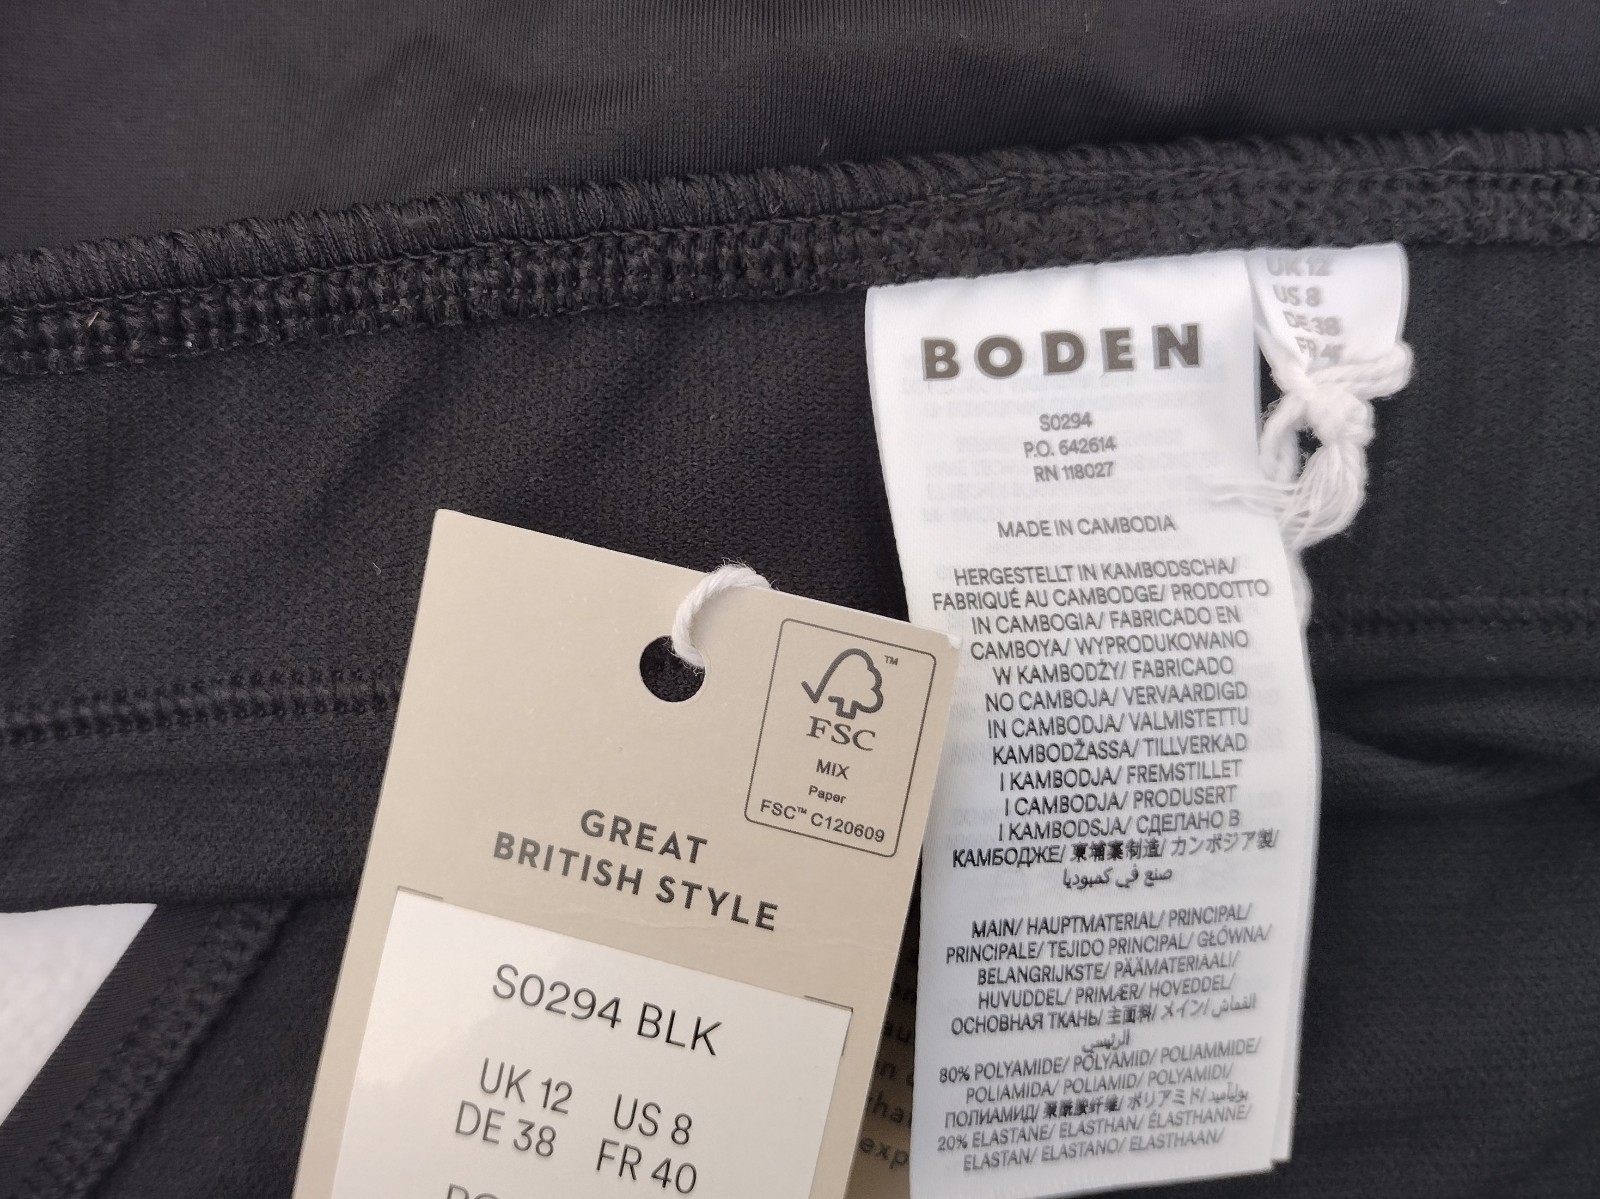 UK 12
US 8
DE 38
BODEN
S0294
P.O. 642614
RN 118027
MADE IN CAMBODIA
HERGESTELLT IN KAMBODSCHA/
FABRIQUÉ AU CAMBODGE/ PRODOTTO
IN CAMBOGIA/ FABRICADO EN
CAMBOYA/ WYPRODUKOWANO
W KAMBODŻY/ FABRICADO
NO CAMBOJA/ VERVAARDIGD
IN CAMBODJA/ VALMISTETTU
KAMBODŽASSA/ TILLVERKAD
I KAMBODJA/ FREMSTILLET
I CAMBODJA/ PRODUSERT
I KAMBODSJA/ СДЕЛАНО В
КАМБОДЖЕ/ 柬埔寨制造/ カンボジア製/
صنع في كمبوديا
MAIN/ HAUPTMATERIAL/ PRINCIPAL/
PRINCIPALE/ TEJIDO PRINCIPAL/ GŁÓWNA/
BELANGRIJKSTE/ PÄÄMATERIAALI/
HUVUDDEL/ PRIMÆR/ HOVEDDEL/
ОСНОВНАЯ ТКАНЬ/ 主面料/ メイン/ القماش
الرئيسي
80% POLYAMIDE/ POLYAMID/ POLIAMMIDE/
POLIAMIDA/ POLIAMID/ POLYAMIDI/
ПОЛИАМИД/ 聚酰胺纤维/ ポリアミド/ بولياميد
20% ELASTANE/ ELASTHAN/ ÉLASTHANNE/
ELASTAN/ ELASTANO/ ELASTHAAN/
FSC
MIX
Paper
FSC™ C120609
GREAT
BRITISH STYLE
S0294 BLK
UK 12 US 8
DE 38 FR 40